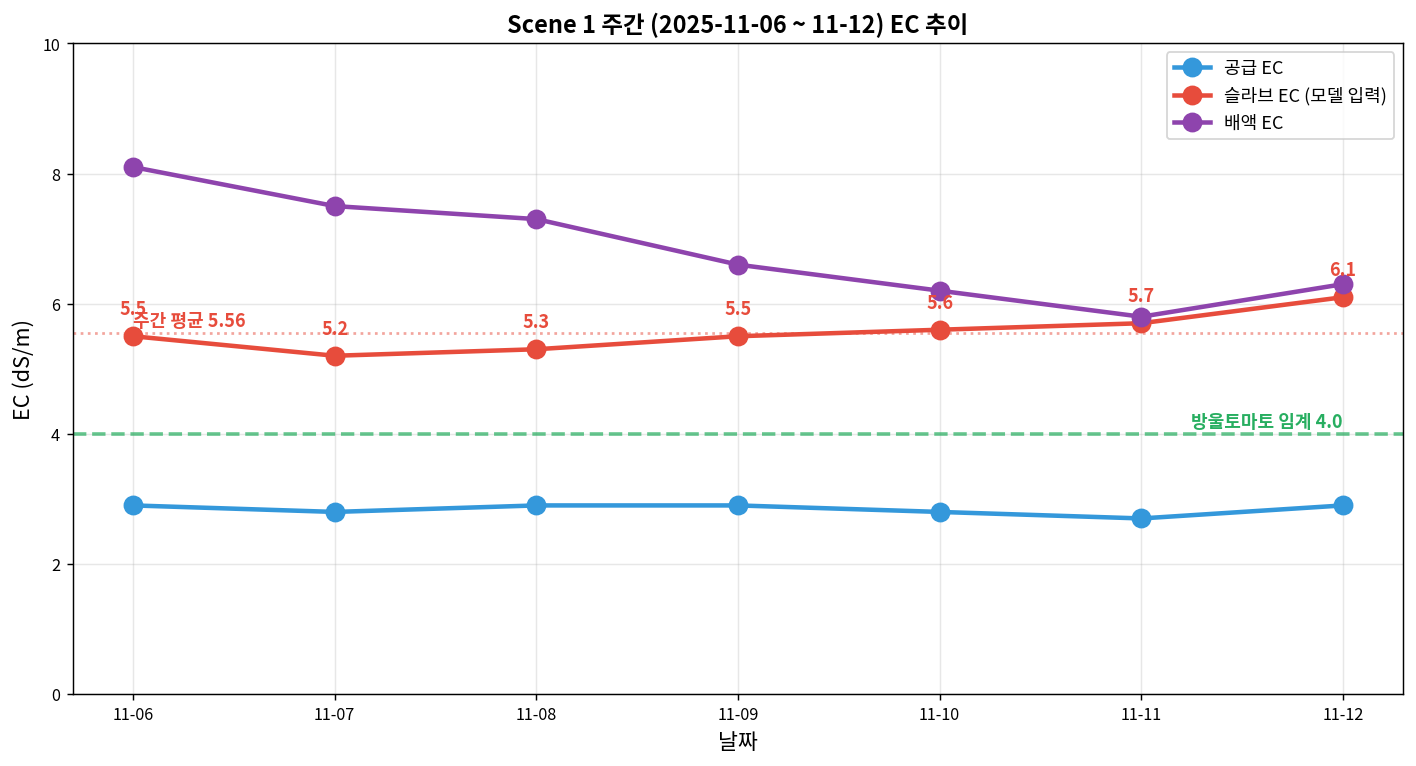 Scene 1 주간 (2025-11-06 ~ 11-12) EC 추이
공급 EC
슬라브 EC (모델 입력)
배액 EC
EC (dS/m)
10
8
6
4
2
0
5.5
5.2
5.3
5.5
5.6
5.7
6.1
주간 평균 5.56
방울토마토 임계 4.0
11-06
11-07
11-08
11-09
11-10
11-11
11-12
날짜